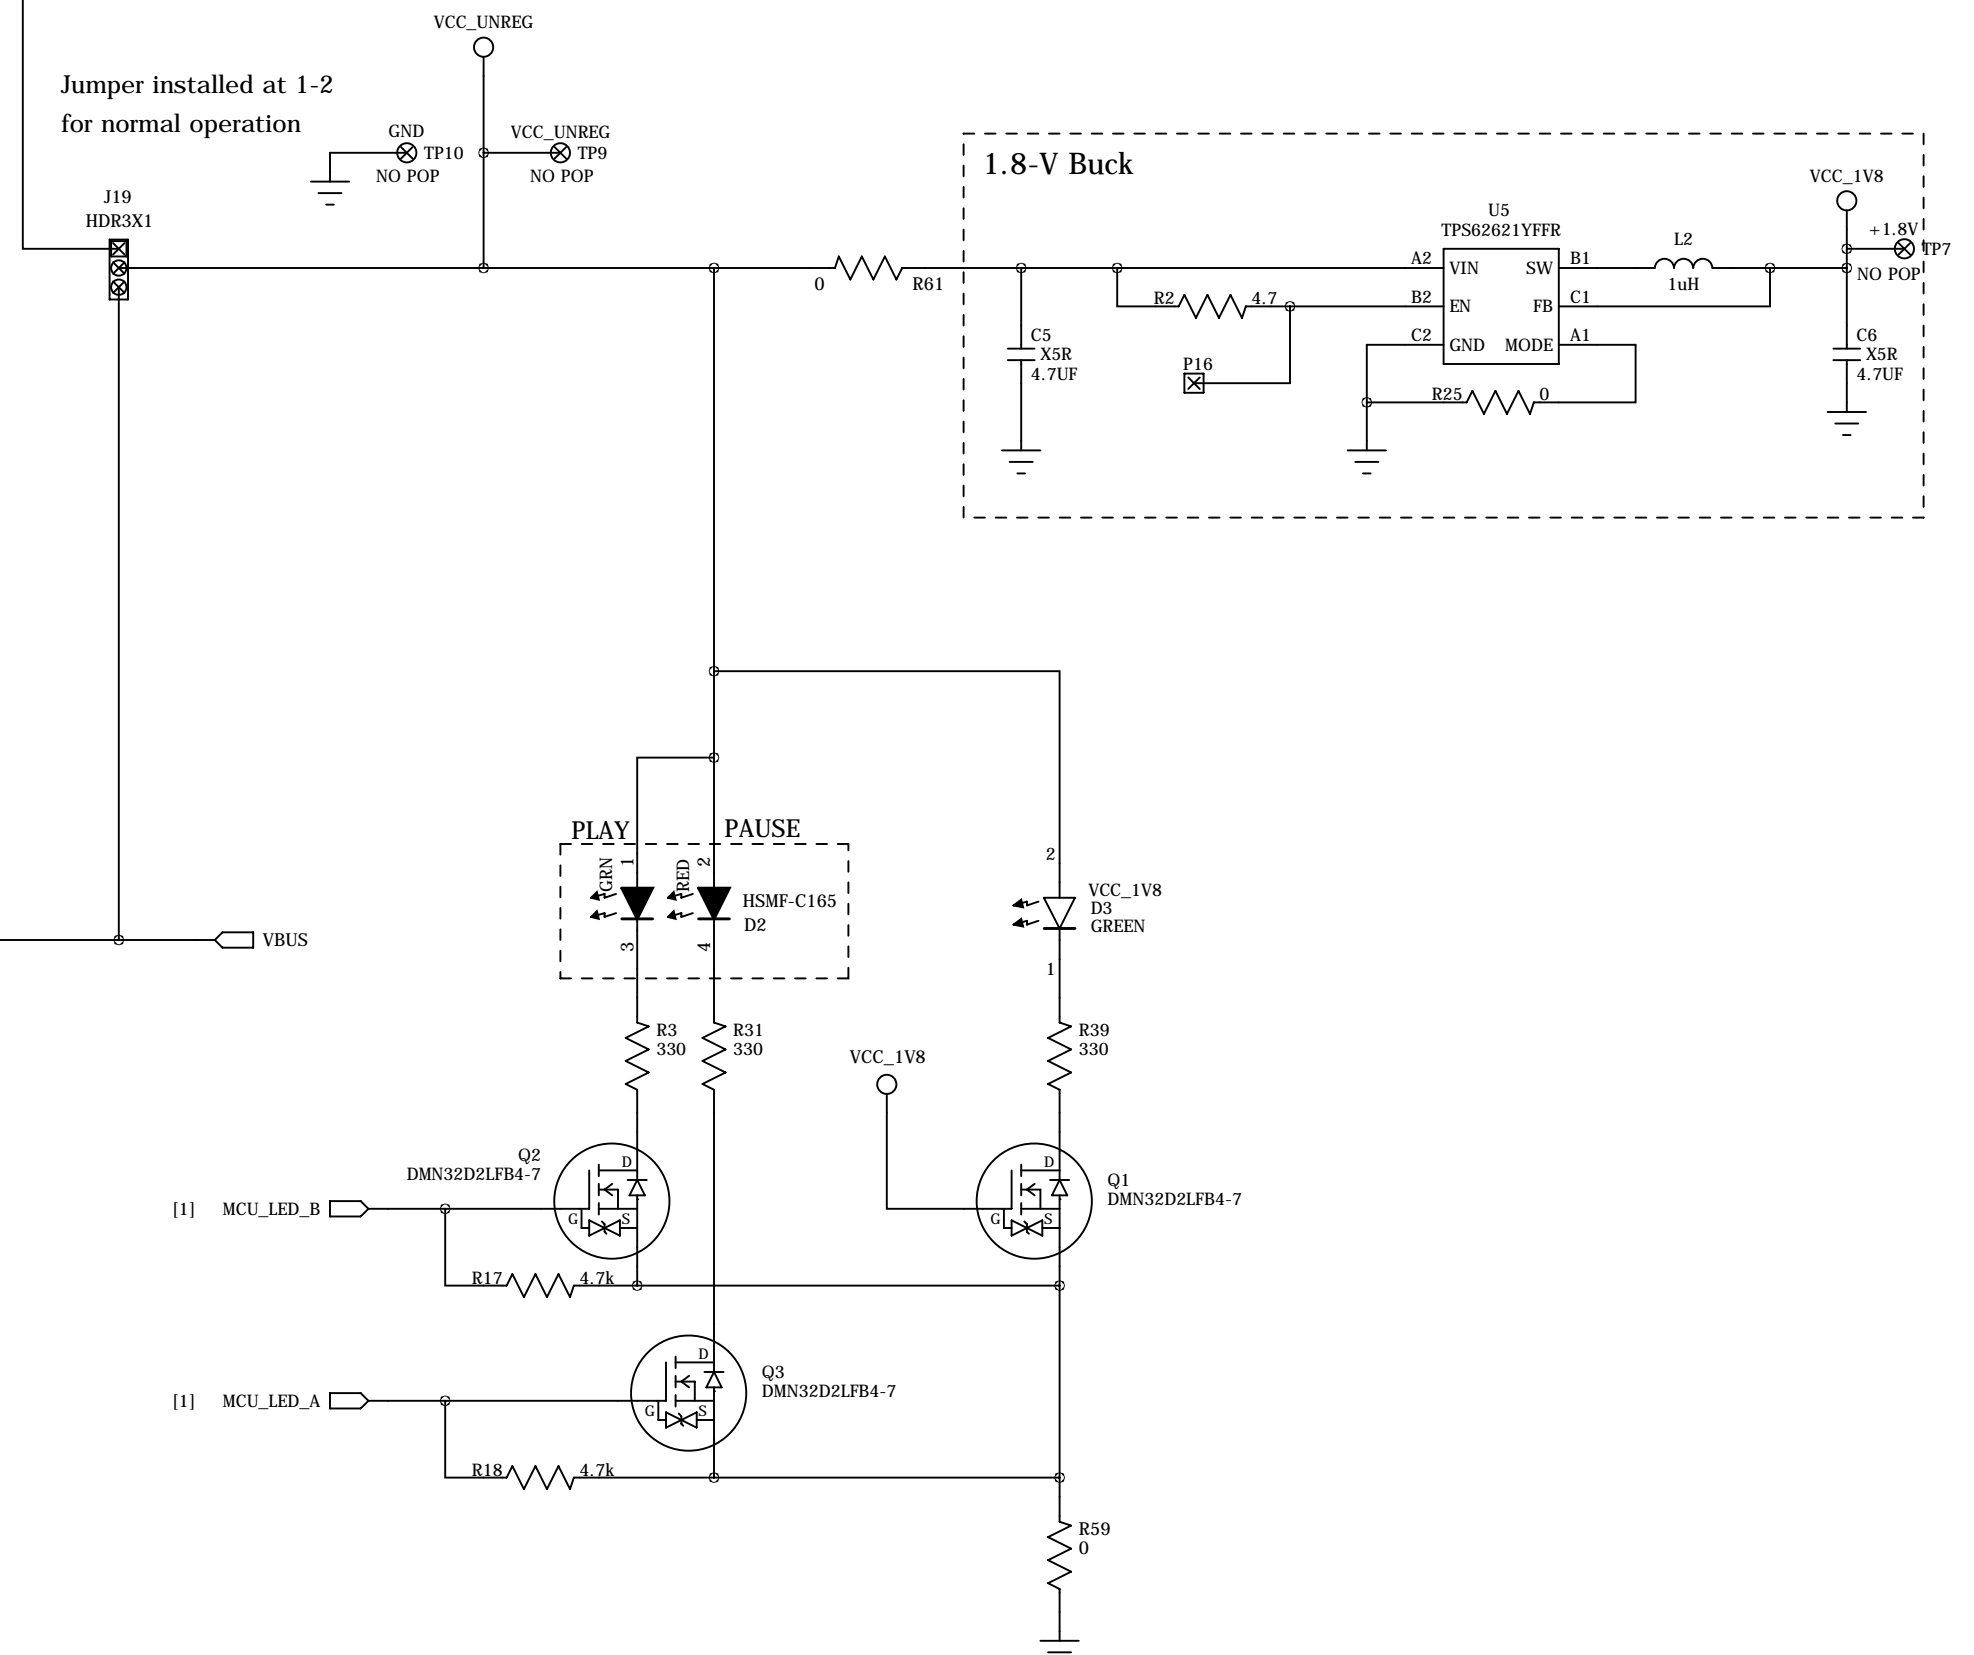 VCC_UNREG
Jumper installed at 1-2
for normal operation
GND
TP10
NO POP
VCC_UNREG
TP9
NO POP
J19
HDR3X1
1.8-V Buck
VCC_1V8
+1.8V
TP7
NO POP
U5
TPS62621YFFR
A2 VIN SW B1
B2 EN FB C1
C2 GND MODE A1
L2
1uH
0 R61
R2 4.7
C5
X5R
4.7UF
P16
R25 0
C6
X5R
4.7UF
PLAY PAUSE
GRN 1
RED 2
HSMF-C165
D2
3 4
2
VCC_1V8
D3
GREEN
1
VBUS
R3
330
R31
330
R39
330
VCC_1V8
Q2
DMN32D2LFB4-7
D
G S
Q1
DMN32D2LFB4-7
D
G S
[1] MCU_LED_B
R17 4.7k
Q3
DMN32D2LFB4-7
D
G S
[1] MCU_LED_A
R18 4.7k
R59
0